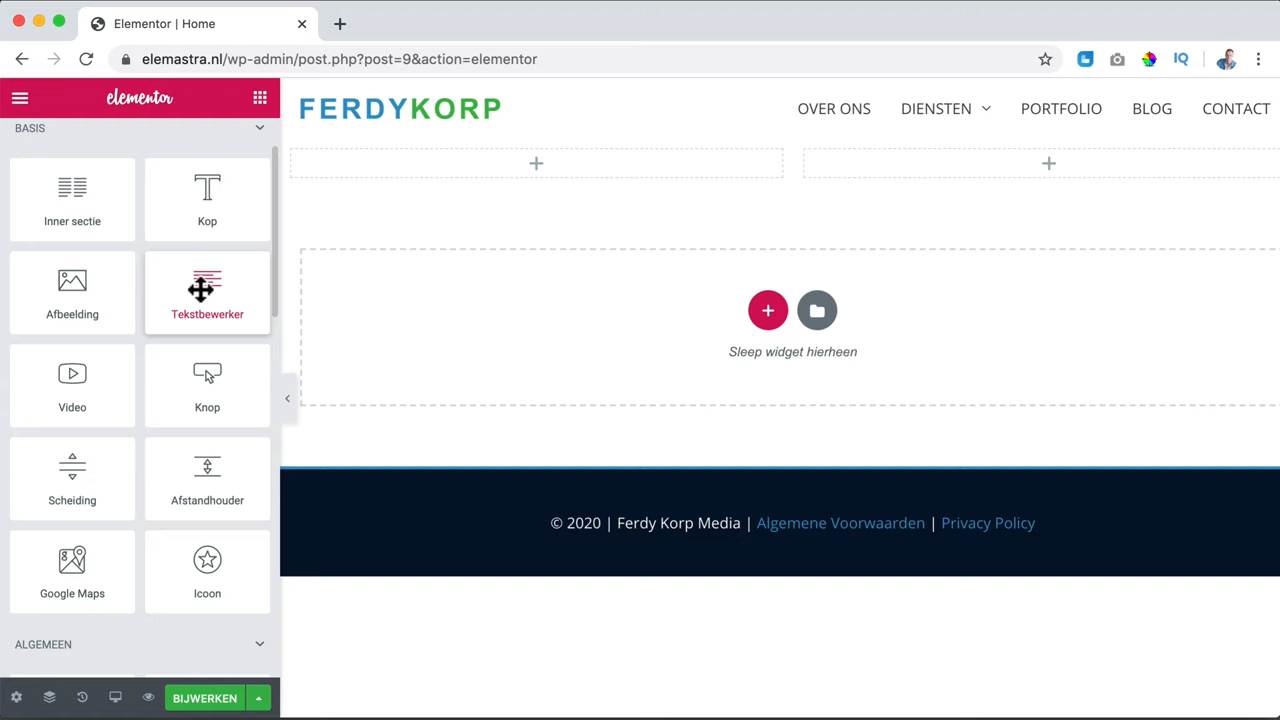 Elementor | Home
elemastra.nl/wp-admin/post.php?post=9&action=elementor
IQ
elementor
FERDYKORP
OVER ONS DIENSTEN PORTFOLIO BLOG CONTACT
BASIS
Inner sectie
Kop
Afbeelding
Tekstbewerker
Video
Knop
Scheiding
Afstandhouder
Google Maps
Icoon
ALGEMEEN
BIJWERKEN
Sleep widget hierheen
© 2020 | Ferdy Korp Media | Algemene Voorwaarden | Privacy Policy